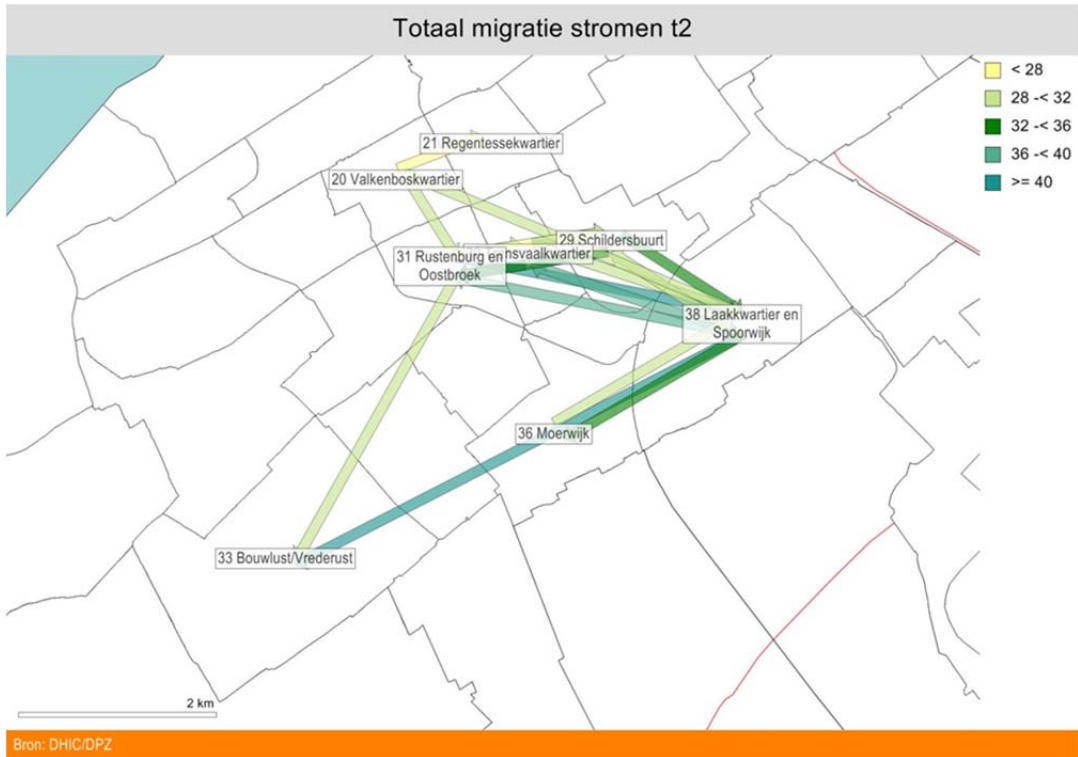 Totaal migratie stromen t2
< 28
28 -< 32
32 -< 36
36 -< 40
>= 40
21 Regentessekwartier
20 Valkenboskwartier
29 Schildersbuurt
nsvaalkwartier
31 Rustenburg en
Oostbroek
38 Laakkwartier en
Spoorwijk
36 Moerwijk
33 Bouwlust/Vrederust
2 km
Bron: DHIC/DPZ